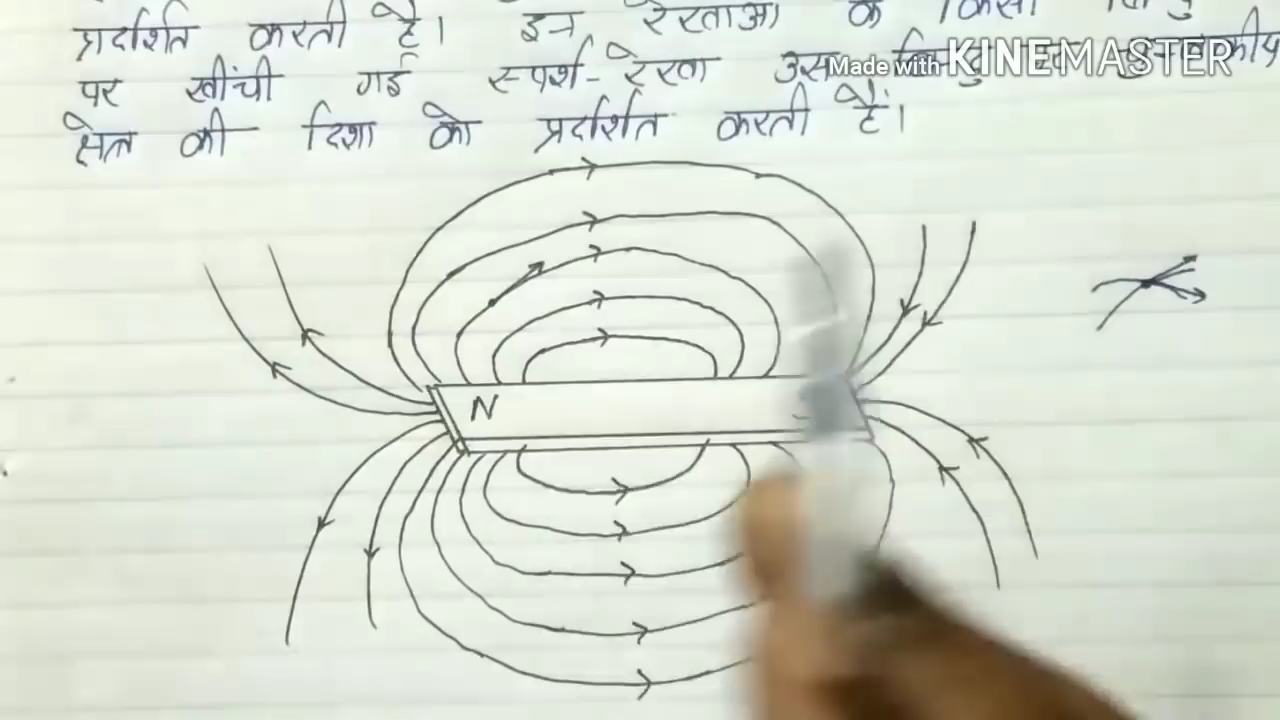 प्रदर्शित करती है। इन रेखाओं के किसी
पर खींची गई स्पर्श-रेखा उस
Made with KINEMASTER
क्षेत्र की दिशा को प्रदर्शित करती हैं।
N